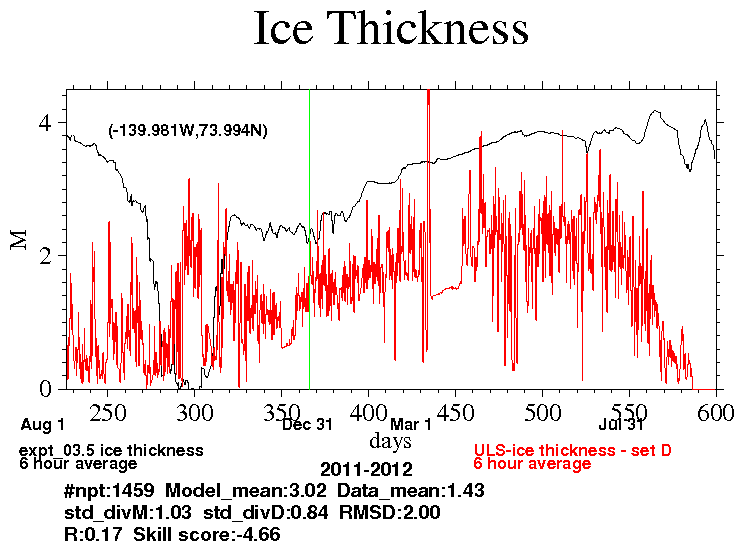 Ice Thickness
4
(-139.981W,73.994N)
M
2
0
250 300 350 400 450 500 550 600
Aug 1 Dec 31 Mar 1 Jul 31
days
expt_03.5 ice thickness ULS-ice thickness - set D
6 hour average 6 hour average
2011-2012
#npt:1459 Model_mean:3.02 Data_mean:1.43
std_divM:1.03 std_divD:0.84 RMSD:2.00
R:0.17 Skill score:-4.66